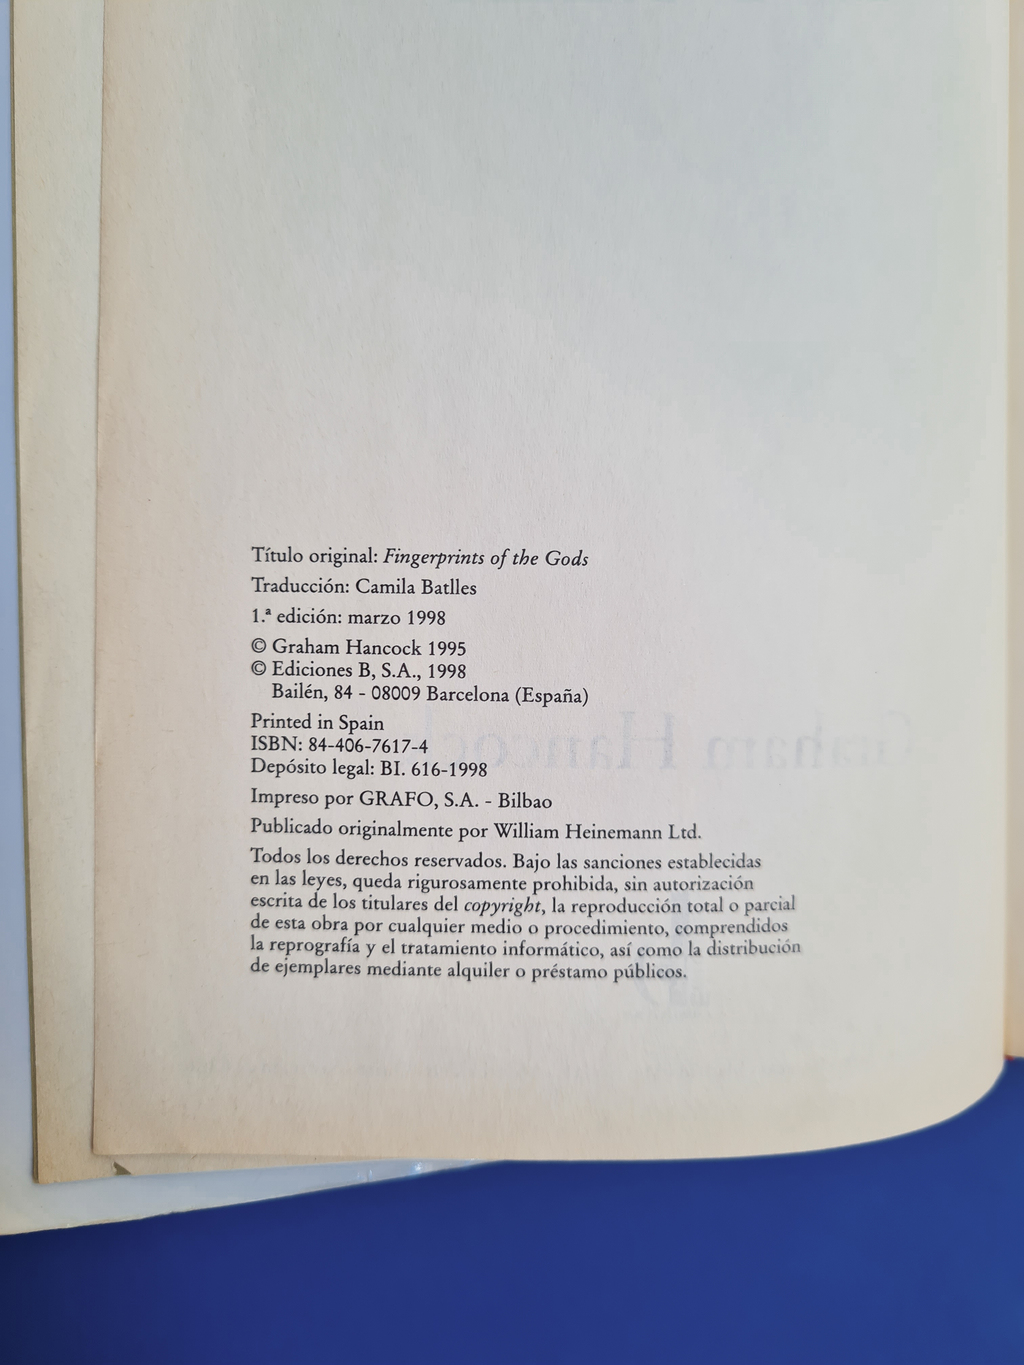 Título original: Fingerprints of the Gods
Traducción: Camila Batlles
1.ª edición: marzo 1998
© Graham Hancock 1995
© Ediciones B, S.A., 1998
Bailén, 84 - 08009 Barcelona (España)
Printed in Spain
ISBN: 84-406-7617-4
Depósito legal: BI. 616-1998
Impreso por GRAFO, S.A. - Bilbao
Publicado originalmente por William Heinemann Ltd.
Todos los derechos reservados. Bajo las sanciones establecidas
en las leyes, queda rigurosamente prohibida, sin autorización
escrita de los titulares del copyright, la reproducción total o parcial
de esta obra por cualquier medio o procedimiento, comprendidos
la reprografía y el tratamiento informático, así como la distribución
de ejemplares mediante alquiler o préstamo públicos.